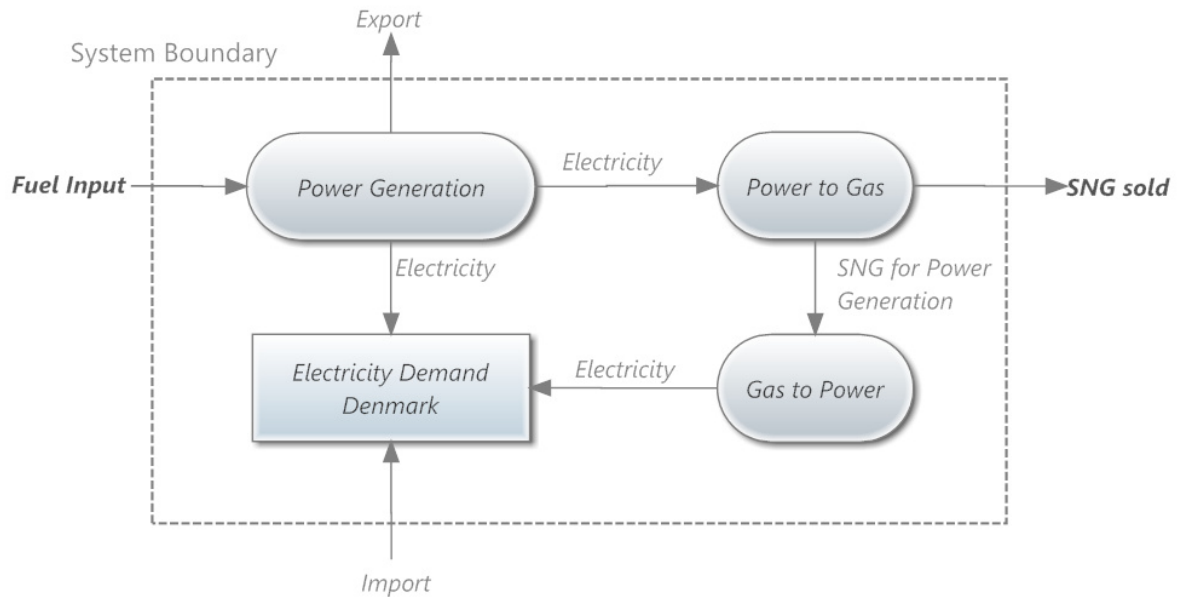 Export
System Boundary
Electricity
Fuel Input
Power Generation
Power to Gas
SNG sold
Electricity
SNG for Power
Generation
Electricity Demand
Denmark
Electricity
Gas to Power
Import